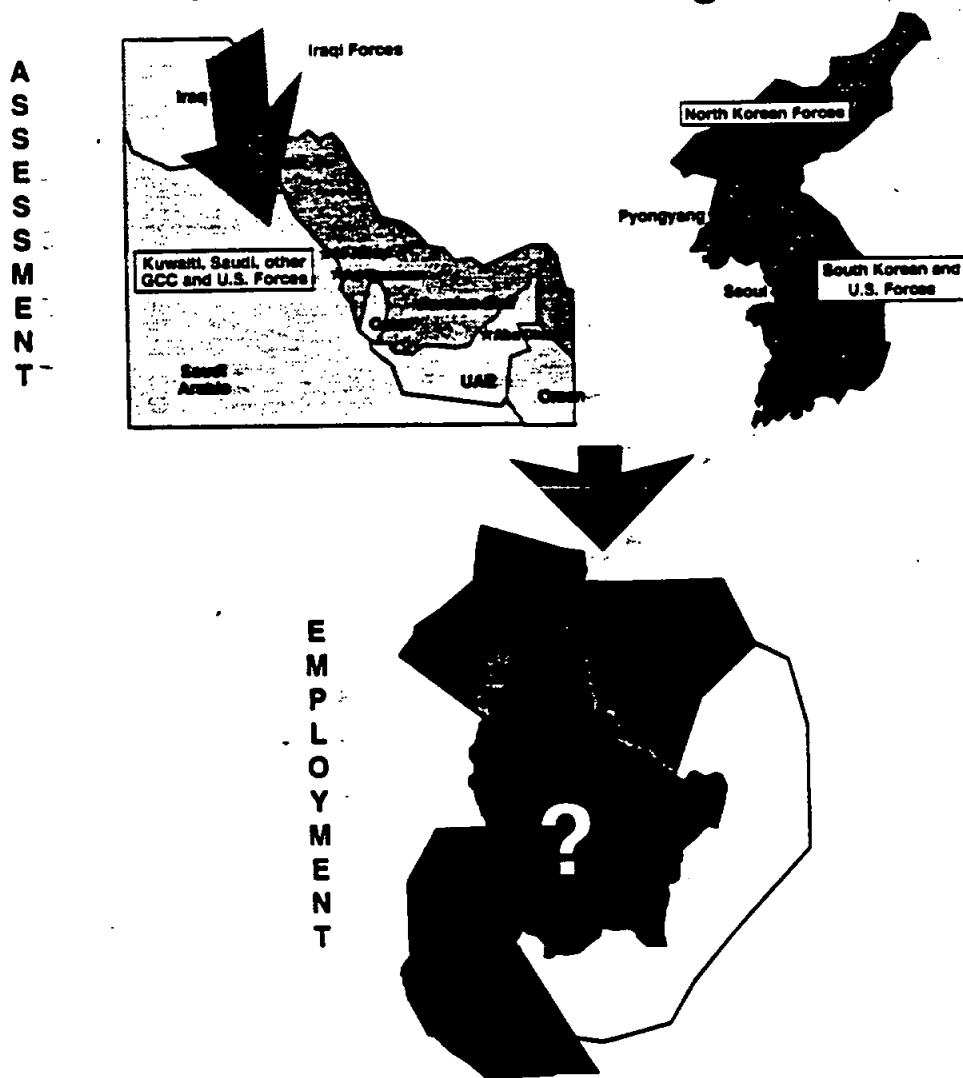 ASSESSMENT
Iraqi Forces
Iraq
Kuwaiti, Saudi, other
GCC and U.S. Forces
Saudi
Arabia
UAE
Oman
North Korean Forces
Pyongyang
Seoul
South Korean and
U.S. Forces
EMPLOYMENT
?